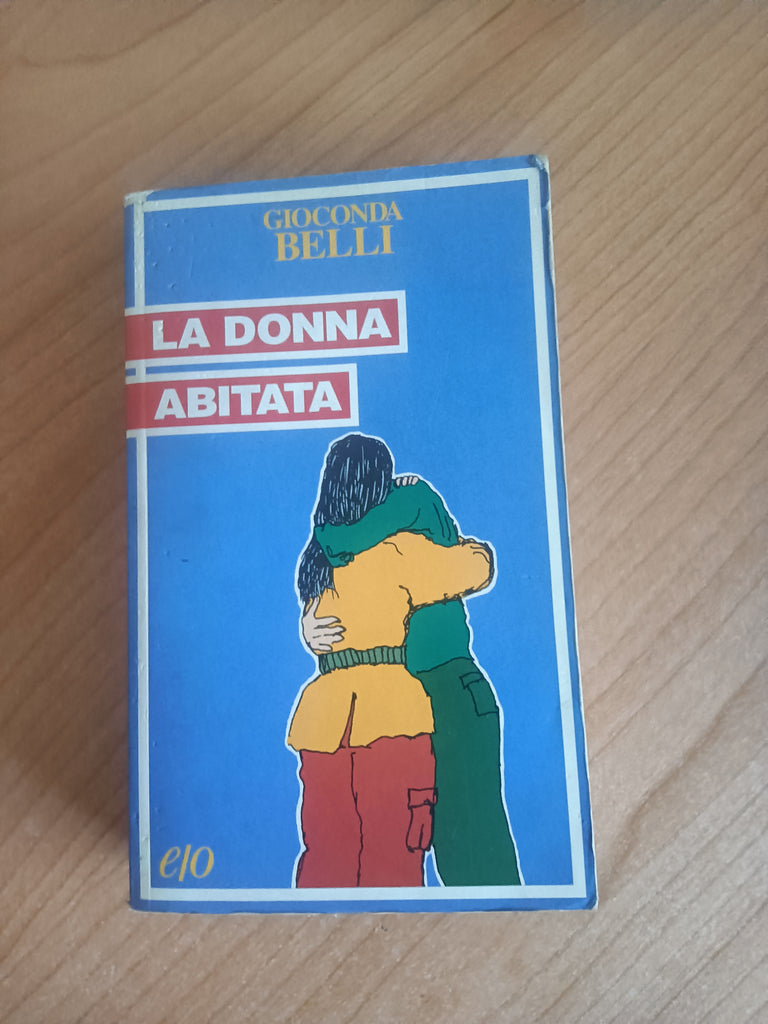 GIOCONDA
BELLI
LA DONNA
ABITATA
e/o